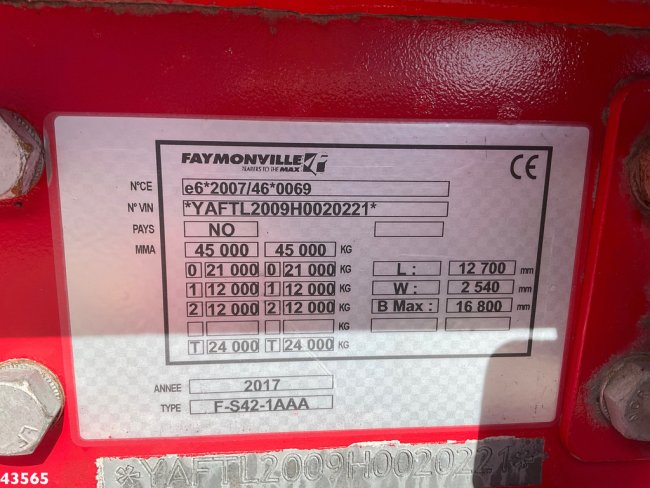 FAYMONVILLE
TRAILERS TO THE MAX
CE
N°CE e6*2007/46*0069
N° VIN *YAFTL2009H0020221*
PAYS NO
MMA 45 000 45 000 KG
0 21 000 0 21 000 KG L : 12 700 mm
1 12 000 1 12 000 KG W : 2 540 mm
2 12 000 2 12 000 KG B Max : 16 800 mm
KG mm
T 24 000 T 24 000 KG
ANNEE 2017
TYPE F-S42-1AAA
*YAFTL2009H0020221*
43565